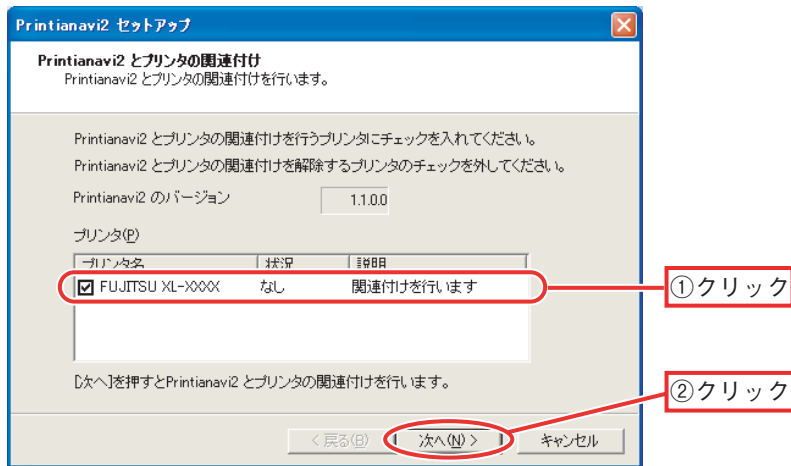 Printianavi2 セットアップ
Printianavi2 とプリンタの関連付け
Printianavi2 とプリンタの関連付けを行います。
Printianavi2 とプリンタの関連付けを行うプリンタにチェックを入れてください。
Printianavi2 とプリンタの関連付けを解除するプリンタのチェックを外してください。
Printianavi2 のバージョン 1.1.0.0
プリンタ(P)
プリンタ名 状況 説明
FUJITSU XL-XXXX なし 関連付けを行います
①クリック
[次へ]を押すとPrintianavi2 とプリンタの関連付けを行います。
②クリック
< 戻る(B) 次へ(N) > キャンセル